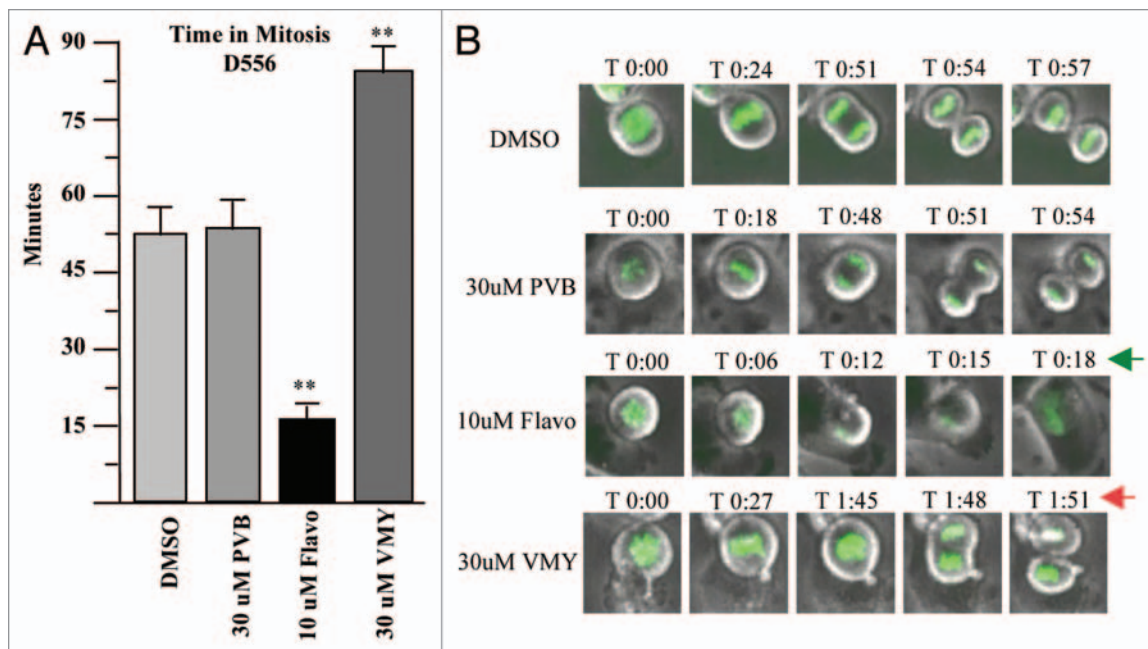 A
Time in Mitosis
D556
**
**
Minutes
90
75
60
45
30
15
DMSO
30 uM PVB
10 uM Flavo
30 uM VMY
B
T 0:00 T 0:24 T 0:51 T 0:54 T 0:57
DMSO
T 0:00 T 0:18 T 0:48 T 0:51 T 0:54
30uM PVB
T 0:00 T 0:06 T 0:12 T 0:15 T 0:18
10uM Flavo
T 0:00 T 0:27 T 1:45 T 1:48 T 1:51
30uM VMY